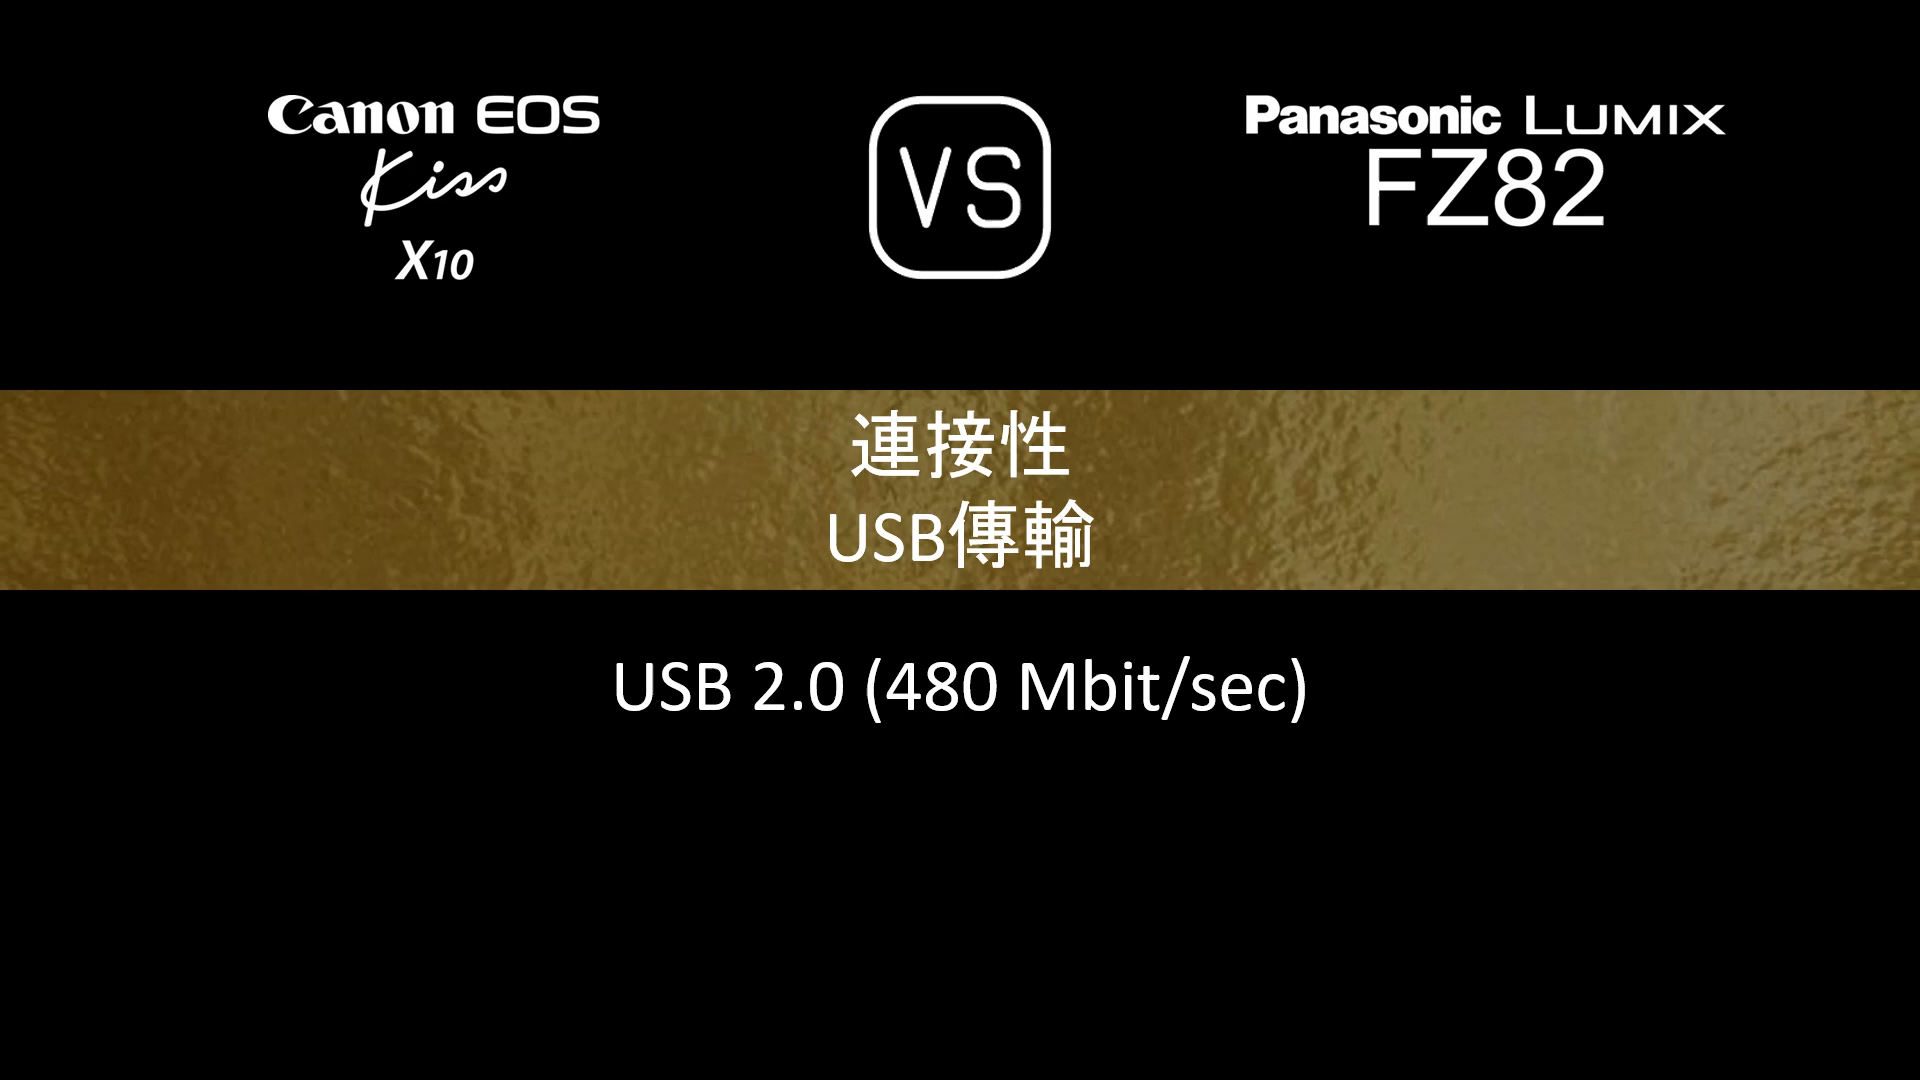 Canon EOS
Kiss
X10
VS
Panasonic LUMIX
FZ82
連接性
USB傳輸
USB 2.0 (480 Mbit/sec)